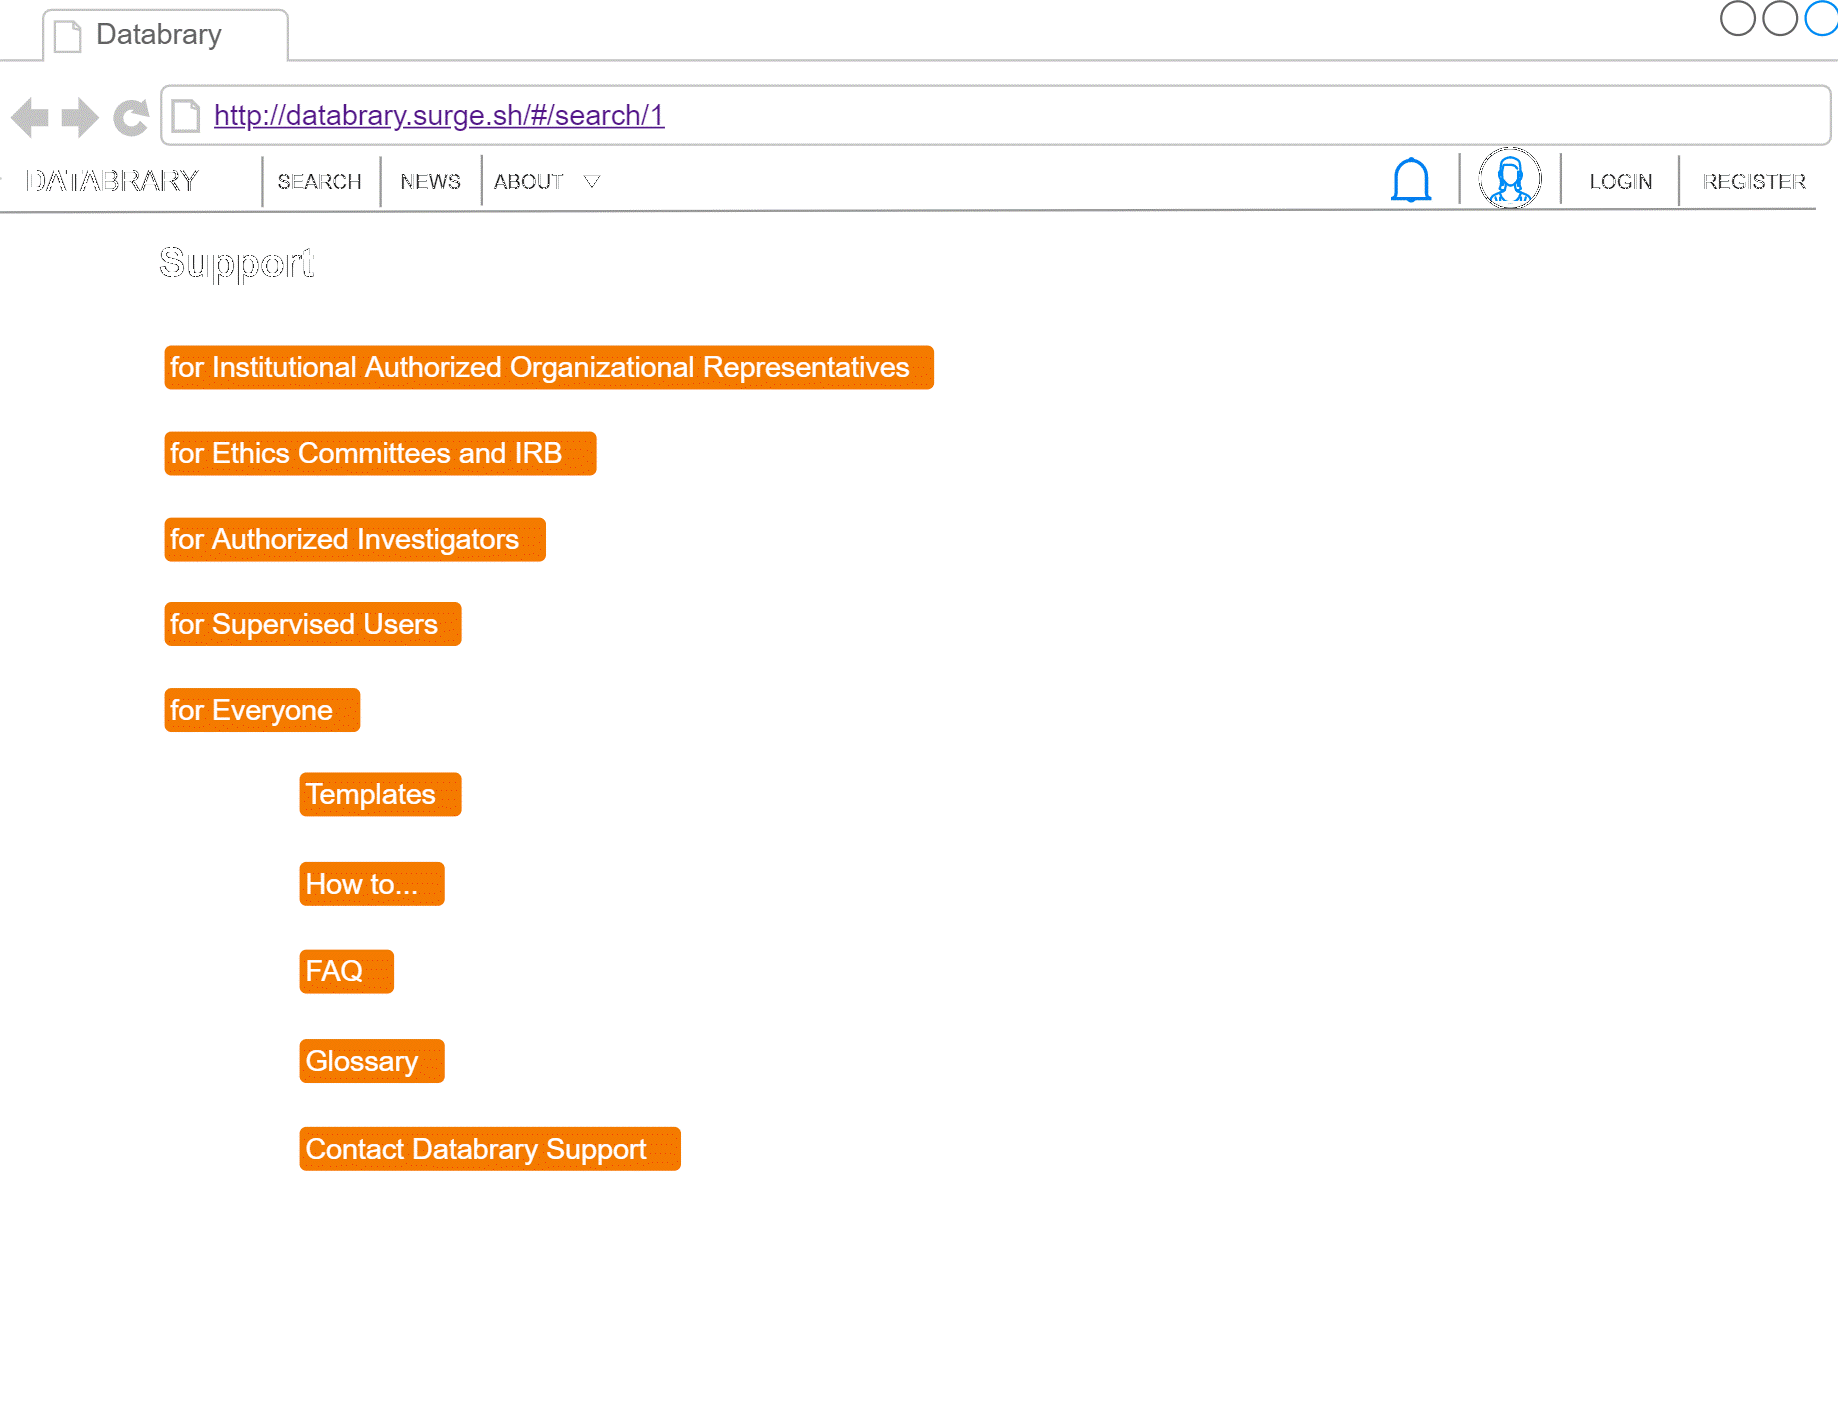 Databrary
http://databrary.surge.sh/#/search/1
DATABRARY SEARCH NEWS ABOUT LOGIN REGISTER
Support
for Institutional Authorized Organizational Representatives
for Ethics Committees and IRB
for Authorized Investigators
for Supervised Users
for Everyone
Templates
How to...
FAQ
Glossary
Contact Databrary Support